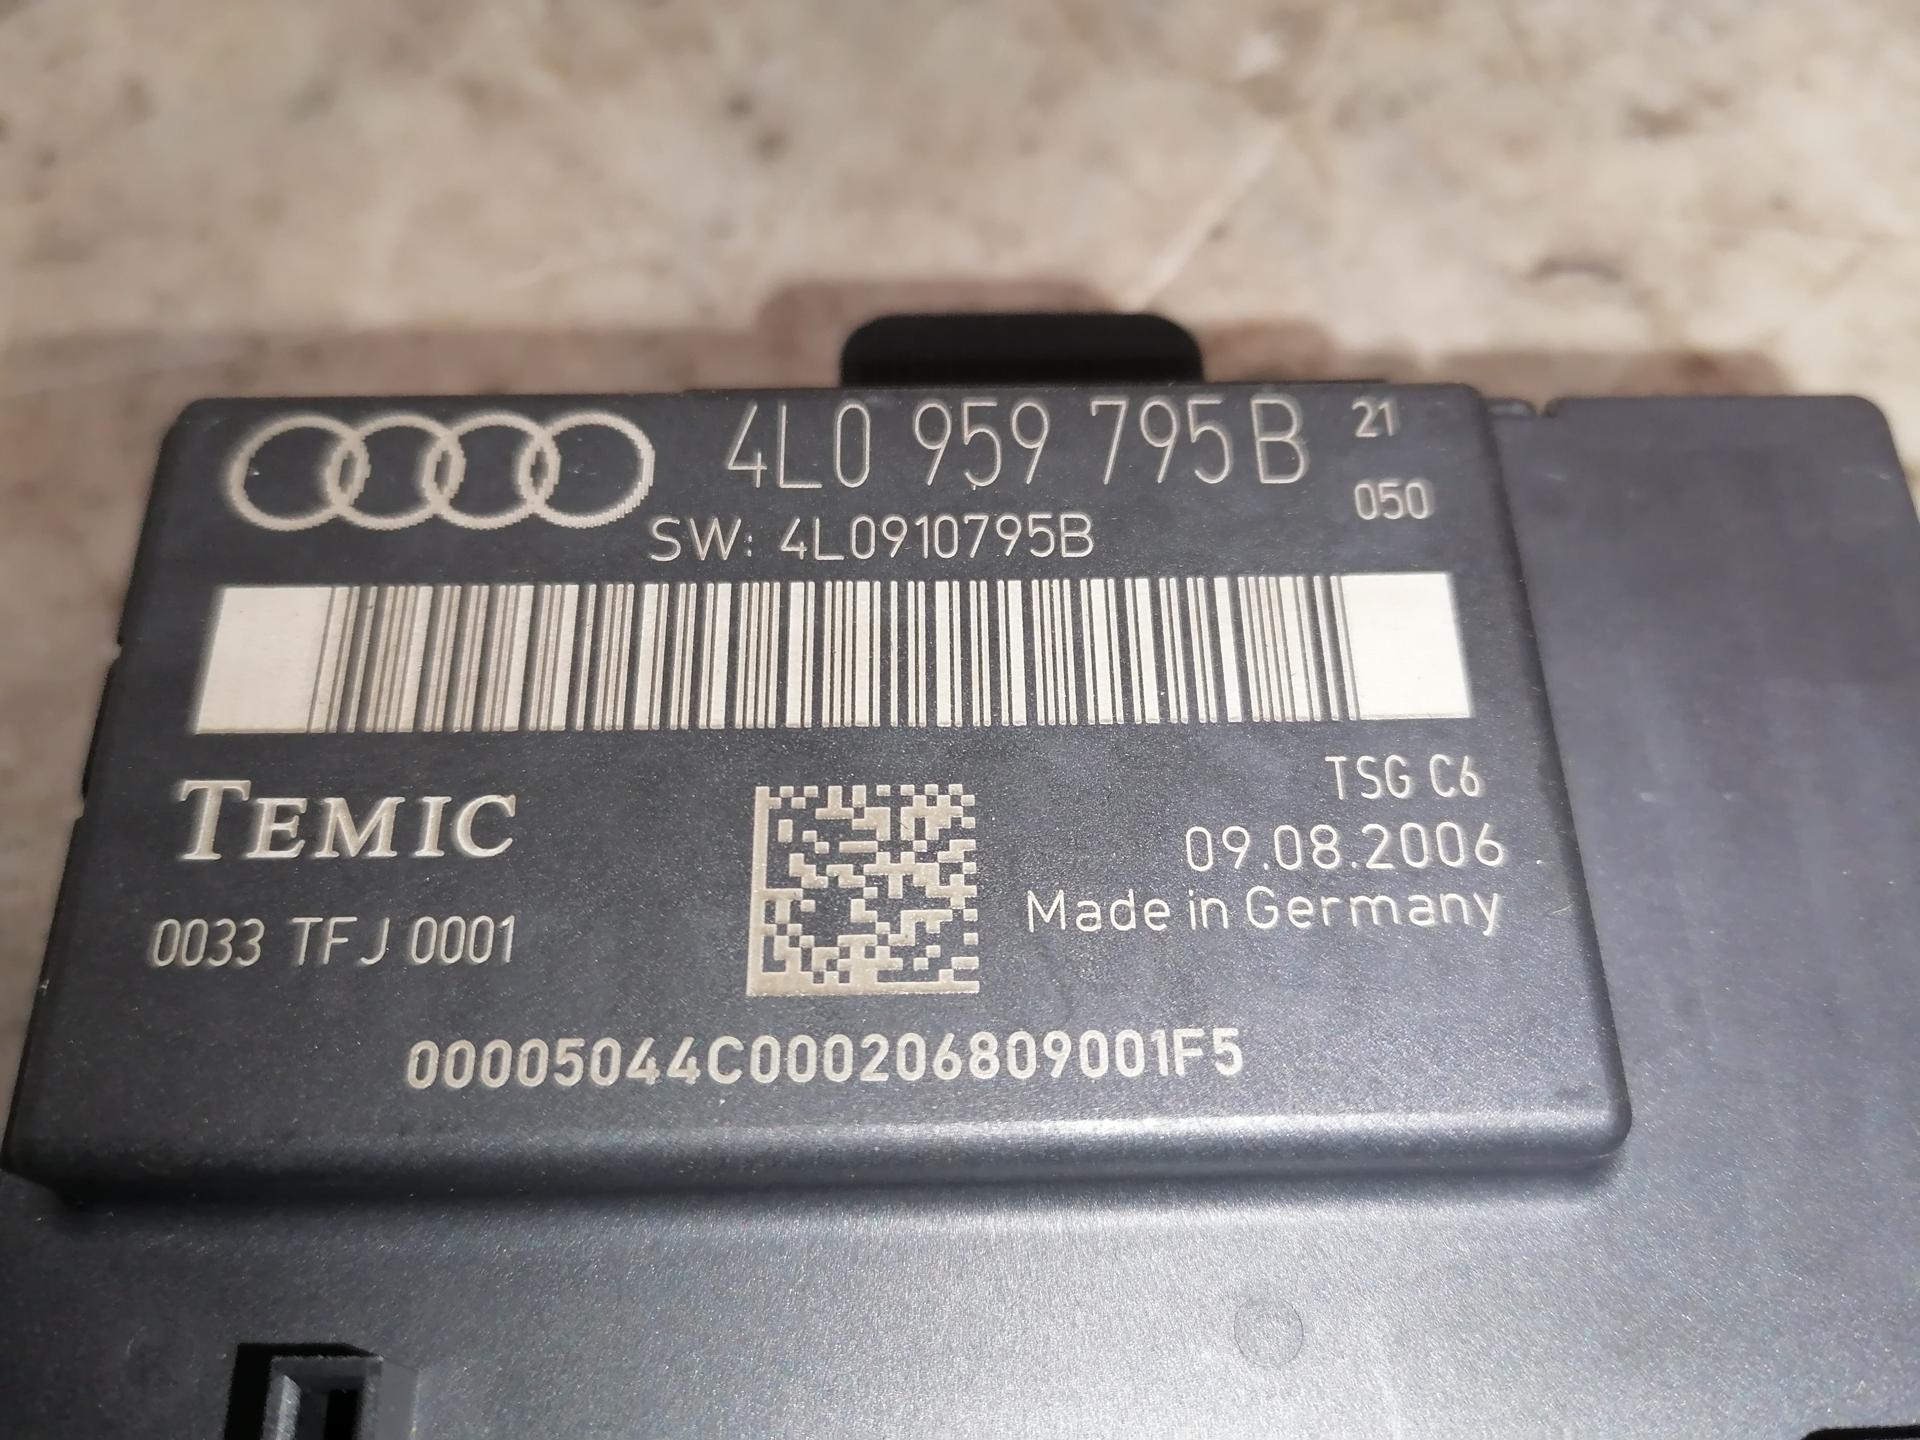 4L0 959 795 B 21
050
SW: 4L0910795B
TEMIC
TSG C6
09.08.2006
Made in Germany
0033 TFJ 0001
00005044C000206809001F5